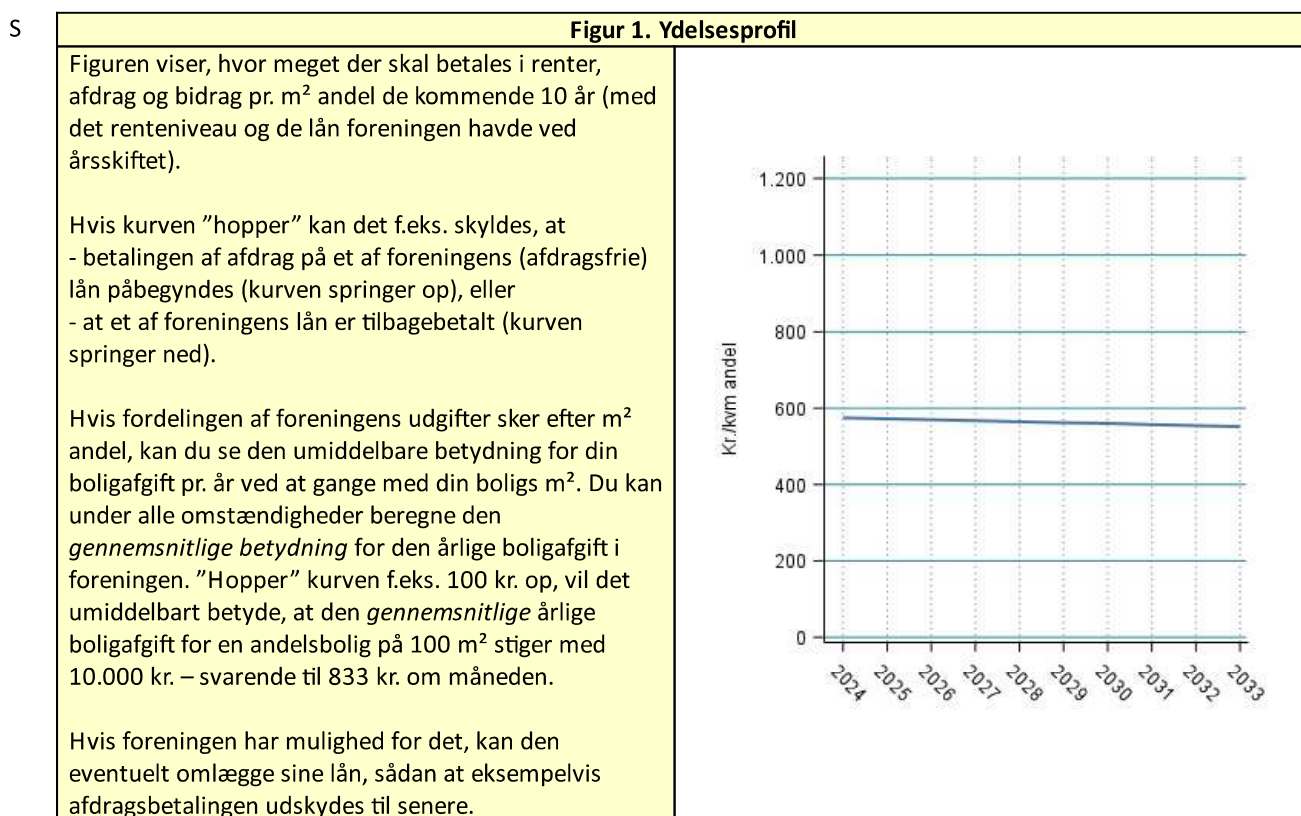 S
Figur 1. Ydelsesprofil
Figuren viser, hvor meget der skal betales i renter,
afdrag og bidrag pr. m² andel de kommende 10 år (med
det renteniveau og de lån foreningen havde ved
årsskiftet).
Hvis kurven ”hopper” kan det f.eks. skyldes, at
- betalingen af afdrag på et af foreningens (afdragsfrie)
lån påbegyndes (kurven springer op), eller
- at et af foreningens lån er tilbagebetalt (kurven
springer ned).
Hvis fordelingen af foreningens udgifter sker efter m²
andel, kan du se den umiddelbare betydning for din
boligafgift pr. år ved at gange med din boligs m². Du kan
under alle omstændigheder beregne den
gennemsnitlige betydning for den årlige boligafgift i
foreningen. ”Hopper” kurven f.eks. 100 kr. op, vil det
umiddelbart betyde, at den gennemsnitlige årlige
boligafgift for en andelsbolig på 100 m² stiger med
10.000 kr. – svarende til 833 kr. om måneden.
Hvis foreningen har mulighed for det, kan den
eventuelt omlægge sine lån, sådan at eksempelvis
afdragsbetalingen udskydes til senere.
Kr./kvm andel
1.200
1.000
800
600
400
200
0
2024
2025
2026
2027
2028
2029
2030
2031
2032
2033